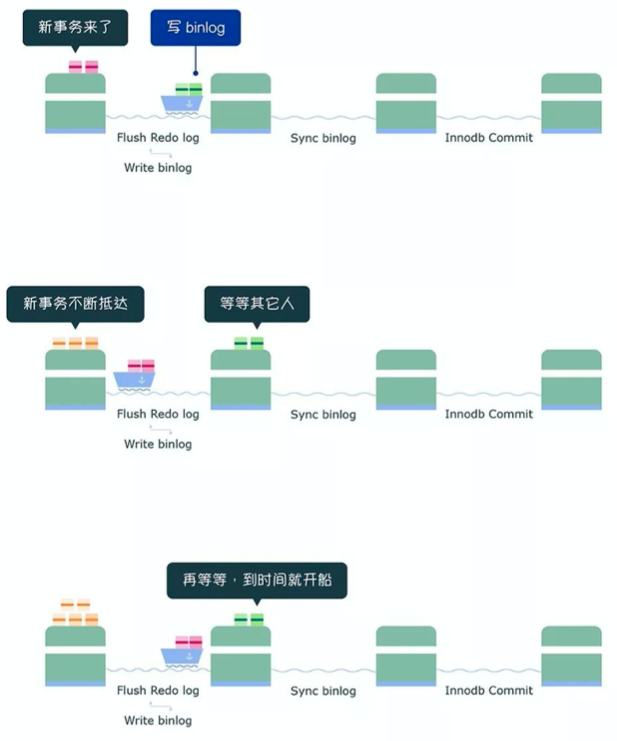 新事务来了
写 binlog
Flush Redo log
Sync binlog
Innodb Commit
Write binlog
新事务不断抵达
等等其它人
Flush Redo log
Sync binlog
Innodb Commit
Write binlog
再等等，到时间就开船
Flush Redo log
Sync binlog
Innodb Commit
Write binlog